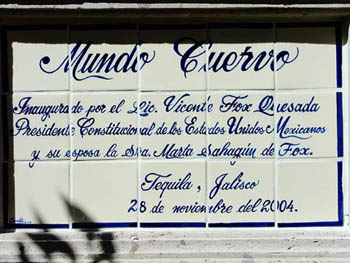 Mundo Cuervo
Inaugurado por el Lic. Vicente Fox Quesada
Presidente Constitucional de los Estados Unidos Mexicanos
y su esposa la Sra. Marta Sahagún de Fox.
Tequila, Jalisco
28 de noviembre del 2004.